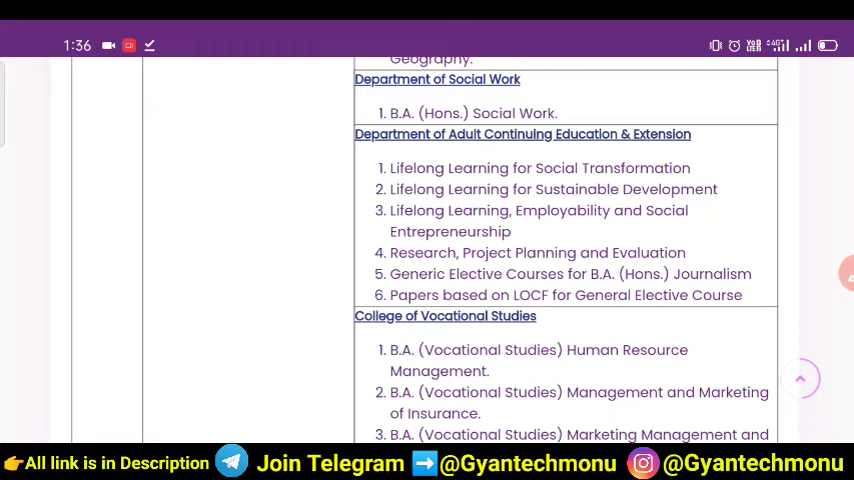 1:36
VoD LTER 4G
Geography.
Department of Social Work
1. B.A. (Hons.) Social Work.
Department of Adult Continuing Education & Extension
1. Lifelong Learning for Social Transformation
2. Lifelong Learning for Sustainable Development
3. Lifelong Learning, Employability and Social
Entrepreneurship
4. Research, Project Planning and Evaluation
5. Generic Elective Courses for B.A. (Hons.) Journalism
6. Papers based on LOCF for General Elective Course
College of Vocational Studies
1. B.A. (Vocational Studies) Human Resource
Management.
2. B.A. (Vocational Studies) Management and Marketing
of Insurance.
3. B.A. (Vocational Studies) Marketing Management and
👉All link is in Description Join Telegram ➡️@Gyantechmonu @Gyantechmonu